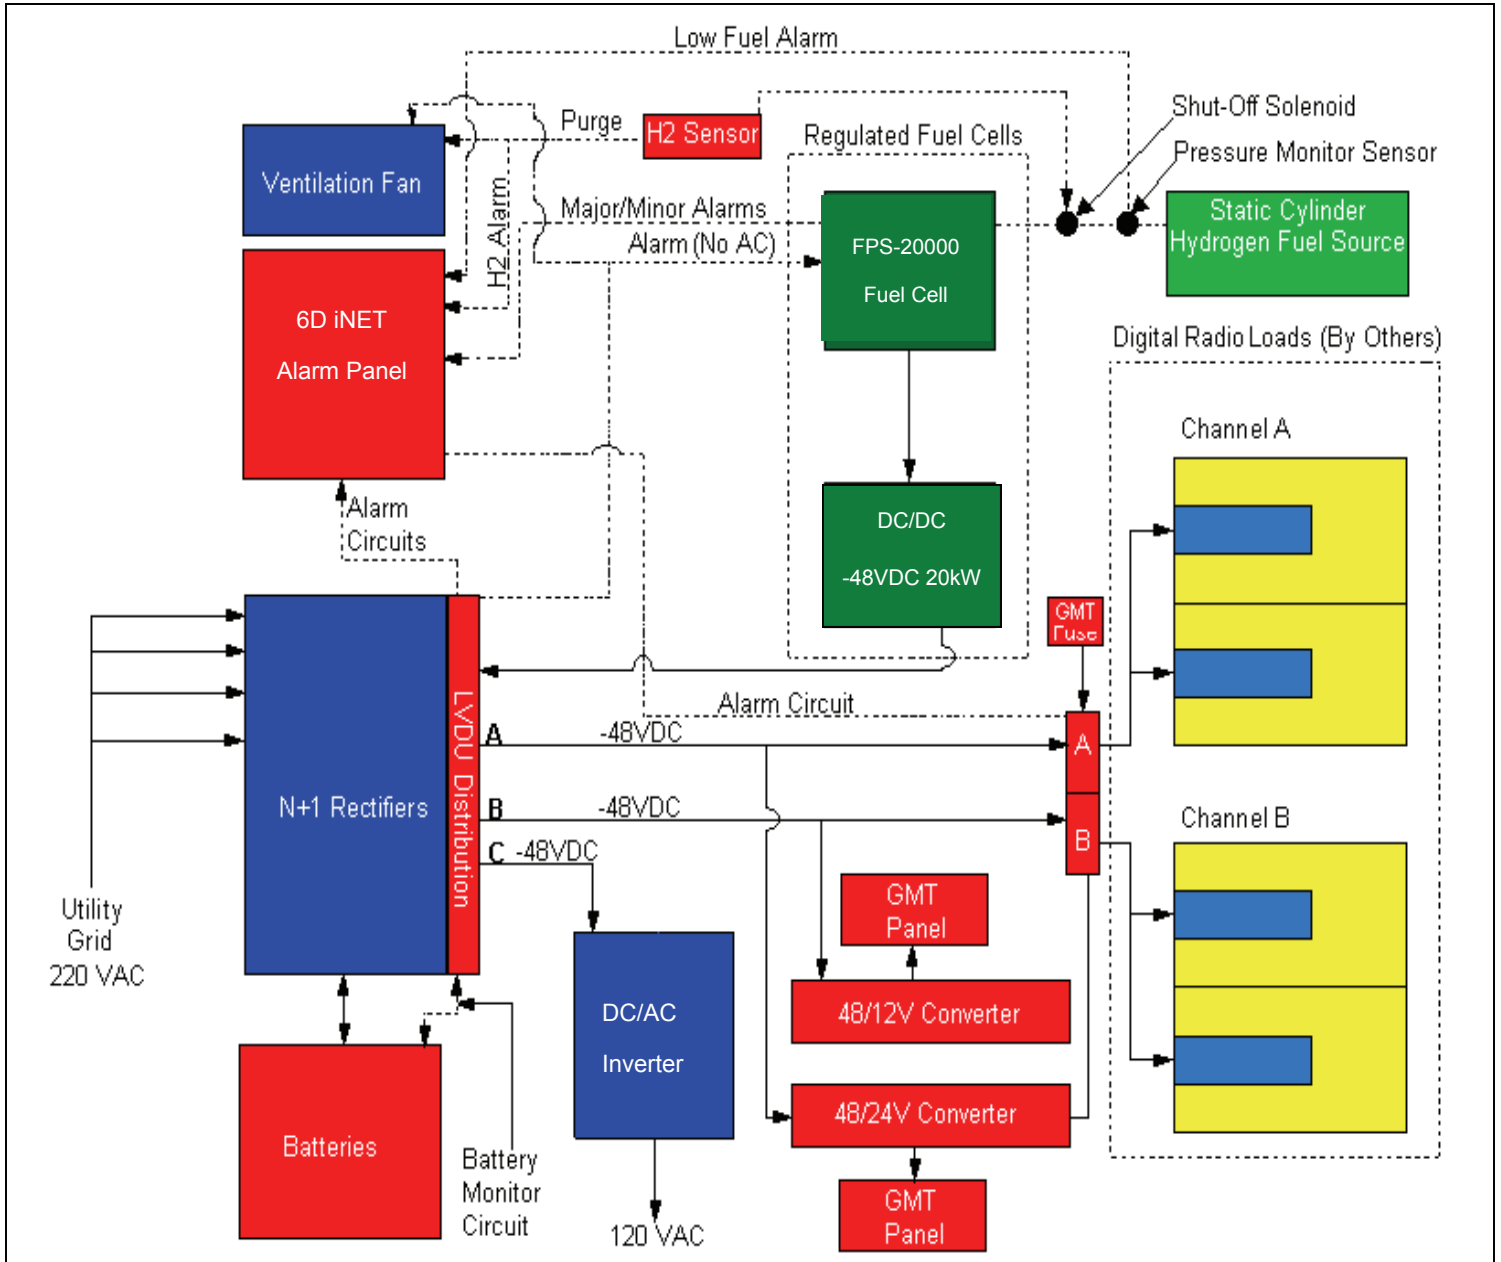 Low Fuel Alarm
Shut-Off Solenoid
Purge
H2 Sensor
Regulated Fuel Cells
Pressure Monitor Sensor
Ventilation Fan
H2 Alarm
Major/Minor Alarms
Alarm (No AC)
FPS-20000
Fuel Cell
Static Cylinder
Hydrogen Fuel Source
6D iNET
Alarm Panel
Digital Radio Loads (By Others)
Channel A
Alarm
Circuits
DC/DC
-48VDC 20kW
GMT
Fuse
LVDU Distribution
Alarm Circuit
A
-48VDC
A
N+1 Rectifiers
B
-48VDC
B
Channel B
C -48VDC
Utility
Grid
220 VAC
GMT
Panel
DC/AC
Inverter
48/12V Converter
48/24V Converter
Batteries
Battery
Monitor
Circuit
GMT
Panel
120 VAC